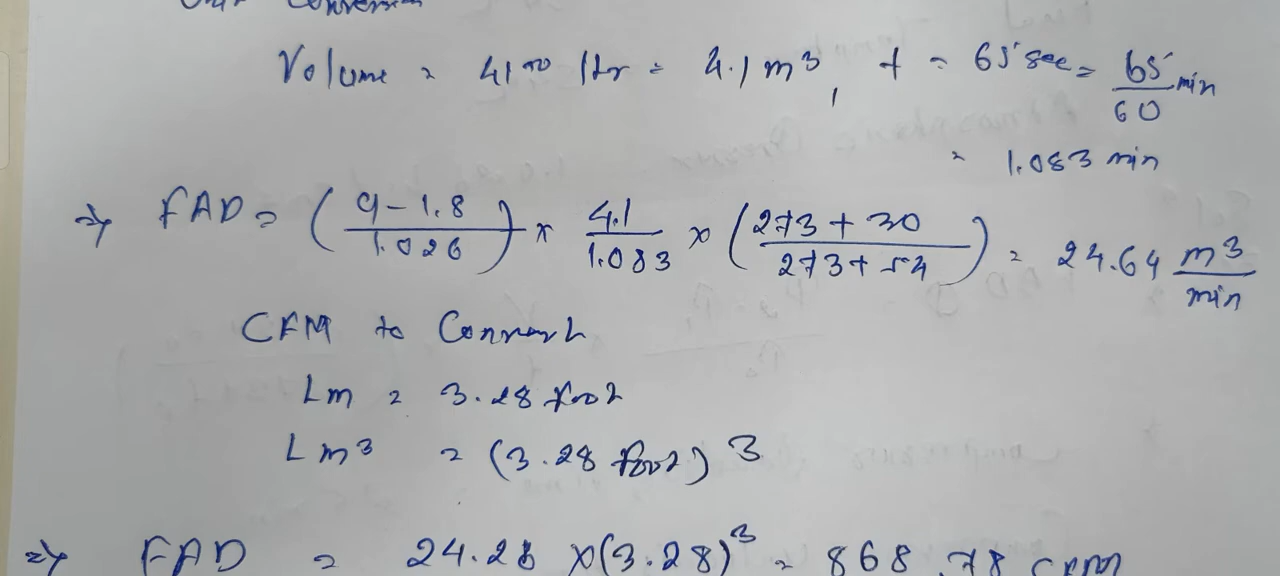 Unit Conversion
Volume = 4100 ltr = 4.1 m3, t = 65 sec = 65/60 min
= 1.083 min
=> FAD = (9-1.8/1.026) x 4.1/1.083 x (273+30/273+54) = 24.64 m3/min
CFM to Convert
1m = 3.28 foot
1m3 = (3.28 foot)3
=> FAD = 24.28 x(3.28)3 = 868.78 CFM